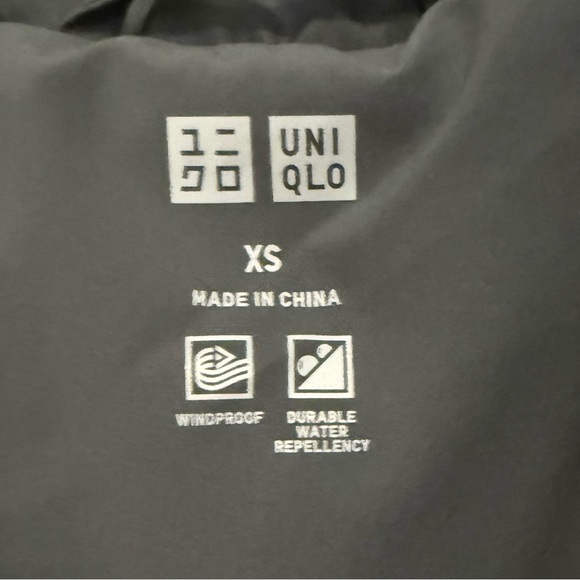 ユニ
クロ
UNI
QLO
XS
MADE IN CHINA
WINDPROOF
DURABLE
WATER
REPELLENCY